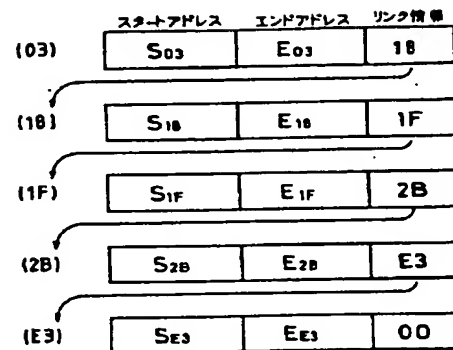 スタートアドレス エンドアドレス リンク情報
(03) S03 E03 1B
(1B) S1B E1B 1F
(1F) S1F E1F 2B
(2B) S2B E2B E3
(E3) SE3 EE3 00